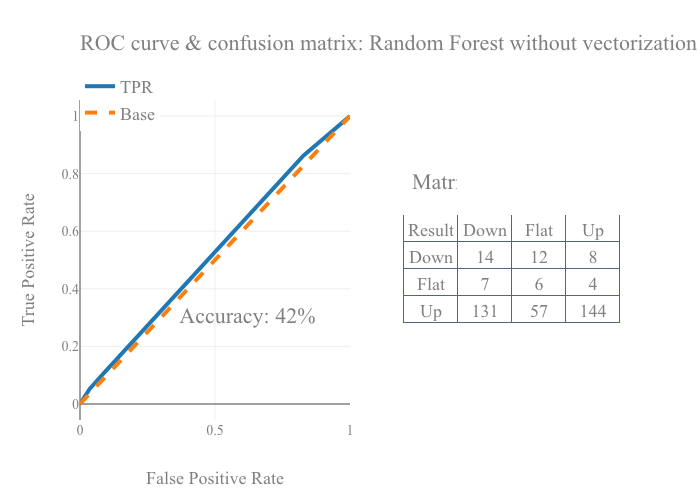 ROC curve & confusion matrix: Random Forest without vectorization
TPR
Base
1
0.8
0.6
0.4
0.2
0
0
0.5
1
True Positive Rate
False Positive Rate
Accuracy: 42%
Matr
Result Down Flat Up
Down 14 12 8
Flat 7 6 4
Up 131 57 144